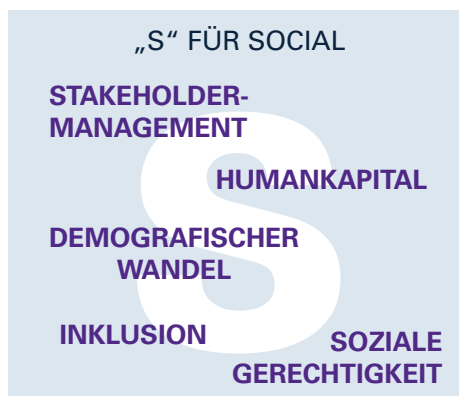 „S“ FÜR SOCIAL
STAKEHOLDER-
MANAGEMENT
HUMANKAPITAL
DEMOGRAFISCHER
WANDEL
INKLUSION
SOZIALE
GERECHTIGKEIT
S